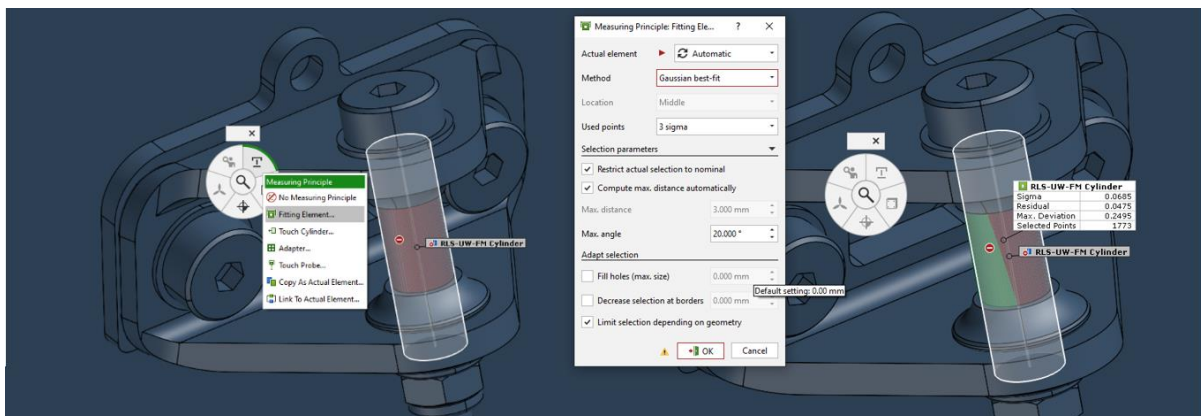 Measuring Principle
No Measuring Principle
Fitting Element...
Touch Cylinder...
Adapter...
Touch Probe...
Copy As Actual Element...
Link To Actual Element...
RLS-UW-FM Cylinder
Measuring Principle: Fitting Ele... ? ×
Actual element Automatic
Method Gaussian best-fit
Location Middle
Used points 3 sigma
Selection parameters
Restrict actual selection to nominal
Compute max. distance automatically
Max. distance 3.000 mm
Max. angle 20.000 °
Adapt selection
Fill holes (max. size) 0.000 mm
Default setting: 0.00 mm
Decrease selection at borders 0.000 mm
Limit selection depending on geometry
OK Cancel
RLS-UW-FM Cylinder
Sigma 0.0685
Residual 0.0475
Max. Deviation 0.2495
Selected Points 1773
RLS-UW-FM Cylinder